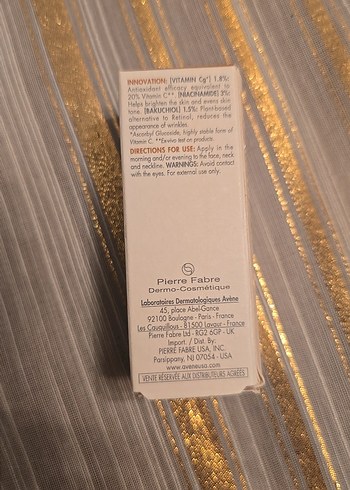 INNOVATION: [VITAMIN Cg*] 1.8%:
Antioxidant efficacy equivalent to
20% Vitamin C**. [NIACINAMIDE] 2%:
Helps brighten the skin and evens skin
tone. [BAKUCHIOL] 1.5%: Plant-based
alternative to Retinol, reduces the
appearance of wrinkles.
*Ascorbyl Glucoside, highly stable form of
Vitamin C. **Ex-vivo test on products.
DIRECTIONS FOR USE: Apply in the
morning and/or evening to the face, neck
and neckline. WARNINGS: Avoid contact
with the eyes. For external use only.
Pierre Fabre
Dermo-Cosmétique
Laboratoires Dermatologiques Avène
45, place Abel-Gance
92100 Boulogne - Paris - France
Les Cauquillous - 81500 Lavaur - France
Pierre Fabre Ltd - RG2 6GP - UK
Import. / Dist. By:
PIERRE FABRE USA, INC.
Parsippany, NJ 07054 - USA
www.aveneusa.com
VENTE RÉSERVÉE AUX DISTRIBUTEURS AGRÉÉS